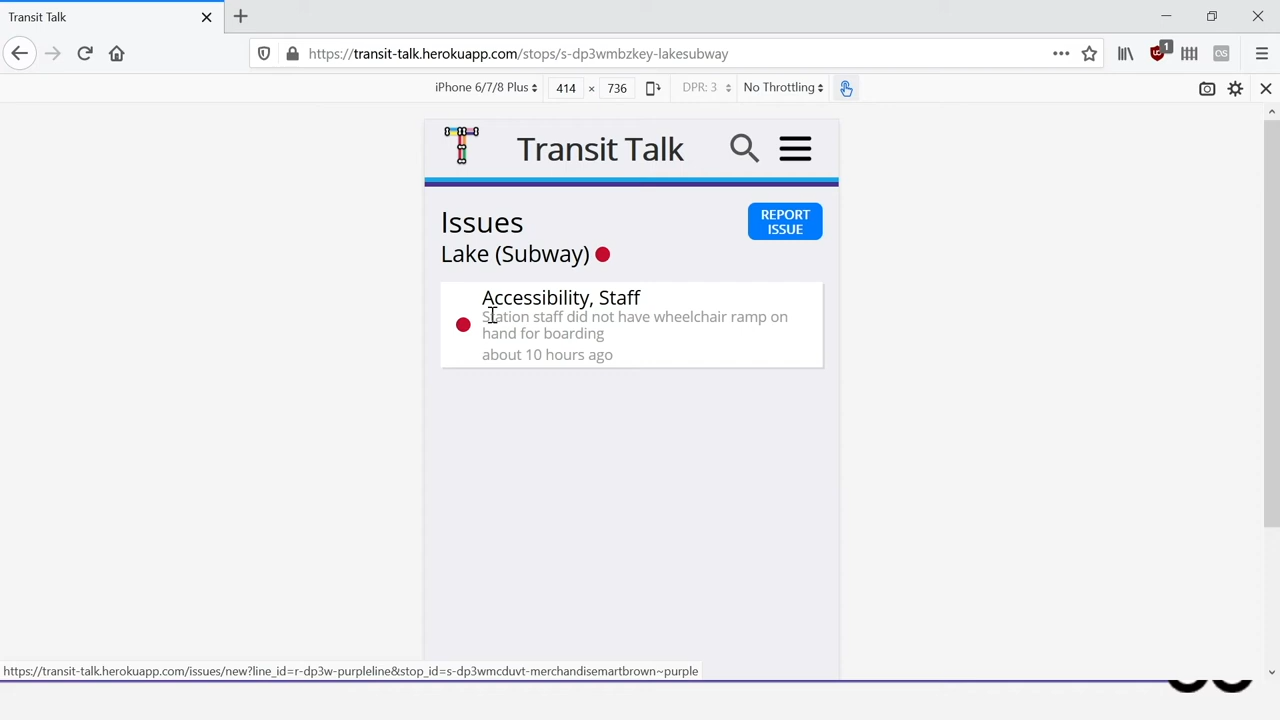 Transit Talk
https://transit-talk.herokuapp.com/stops/s-dp3wmbzkey-lakesubway
1
iPhone 6/7/8 Plus 414 × 736 DPR: 3 No Throttling
Transit Talk
Issues
REPORT
ISSUE
Lake (Subway)
Accessibility, Staff
Station staff did not have wheelchair ramp on
hand for boarding
about 10 hours ago
https://transit-talk.herokuapp.com/issues/new?line_id=r-dp3w-purpleline&stop_id=s-dp3wmcduvt-merchandisemartbrown~purple